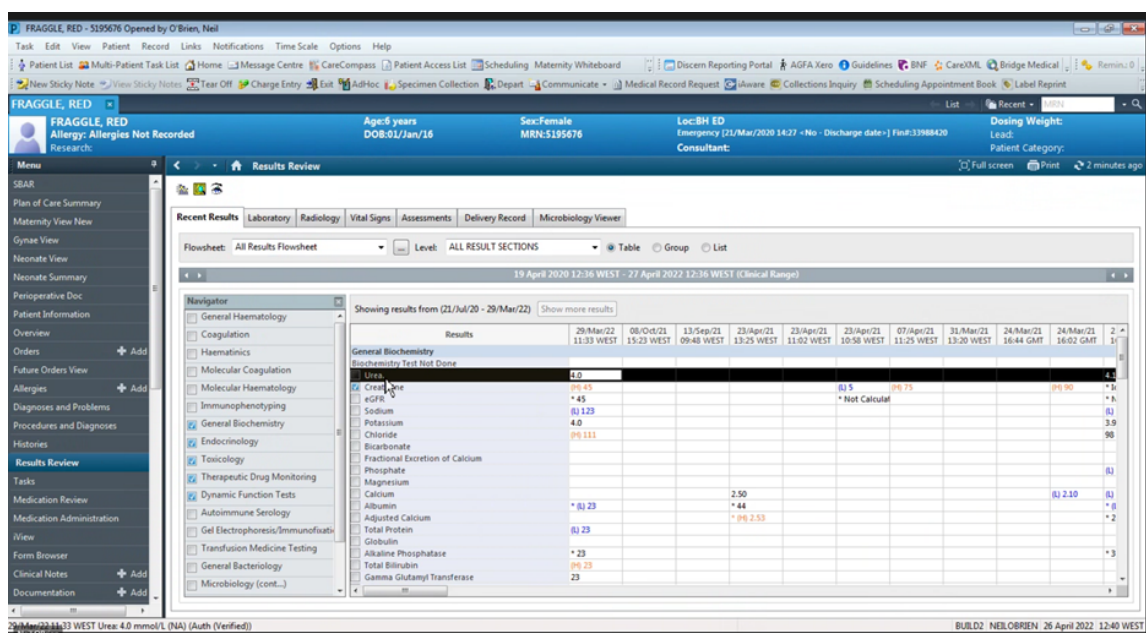 FRAGGLE, RED - 5195676 Opened by O'Brien, Neil
Task Edit View Patient Record Links Notifications Time Scale Options Help
Patient List Multi-Patient Task List Home Message Centre CareCompass Patient Access List Scheduling Maternity Whiteboard Discern Reporting Portal AGFA Xero Guidelines BNF CareXML Bridge Medical Remin.: 0
New Sticky Note View Sticky Notes Tear Off Charge Entry Exit AdHoc Specimen Collection Depart Communicate Medical Record Request iAware Collections Inquiry Scheduling Appointment Book Label Reprint
FRAGGLE, RED List Recent MRN
FRAGGLE, RED Age:6 years Sex:Female Loc:BH ED Dosing Weight:
Allergy: Allergies Not Recorded DOB:01/Jan/16 MRN:5195676 Emergency [21/Mar/2020 14:27 <No - Discharge date>] Fin#:33988420 Lead:
Research: Consultant: Patient Category:
Menu Results Review Full screen Print 2 minutes ago
SBAR
Plan of Care Summary
Maternity View New
Gynae View
Neonate View
Neonate Summary
Perioperative Doc
Patient Information
Overview
Orders Add
Future Orders View
Allergies Add
Diagnoses and Problems
Procedures and Diagnoses
Histories
Results Review
Tasks
Medication Review
Medication Administration
iView
Form Browser
Clinical Notes Add
Documentation Add
Recent Results Laboratory Radiology Vital Signs Assessments Delivery Record Microbiology Viewer
Flowsheet: All Results Flowsheet ... Level: ALL RESULT SECTIONS Table Group List
19 April 2020 12:36 WEST - 27 April 2022 12:36 WEST (Clinical Range)
Navigator
General Haematology
Coagulation
Haematinics
Molecular Coagulation
Molecular Haematology
Immunophenotyping
General Biochemistry
Endocrinology
Toxicology
Therapeutic Drug Monitoring
Dynamic Function Tests
Autoimmune Serology
Gel Electrophoresis/Immunofixati
Transfusion Medicine Testing
General Bacteriology
Microbiology (cont...)
Showing results from (21/Jul/20 - 29/Mar/22) Show more results
Results 29/Mar/22 08/Oct/21 13/Sep/21 23/Apr/21 23/Apr/21 23/Apr/21 07/Apr/21 31/Mar/21 24/Mar/21 24/Mar/21 2
11:33 WEST 15:23 WEST 09:48 WEST 13:25 WEST 11:02 WEST 10:58 WEST 11:25 WEST 13:20 WEST 16:44 GMT 16:02 GMT
General Biochemistry
Biochemistry Test Not Done
Urea 4.0 4.1
(H) 45 (L) 5 (H) 75 (H) 90
eGFR * 45 * Not Calculat
Sodium (L) 123 (L)
Potassium 4.0 3.9
Chloride (H) 111 98
Bicarbonate
Fractional Excretion of Calcium
Phosphate (L)
Magnesium
Calcium 2.50 (L) 2.10 (L)
Albumin * (L) 23 * 44
Adjusted Calcium * (H) 2.53 * 2
Total Protein (L) 23
Globulin
Alkaline Phosphatase * 23 * 3
Total Bilirubin (H) 23
Gamma Glutamyl Transferase 23
29/Mar/22 11:33 WEST Urea: 4.0 mmol/L (NA) (Auth (Verified)) BUILD2 NEILOBRIEN 26 April 2022 12:40 WEST